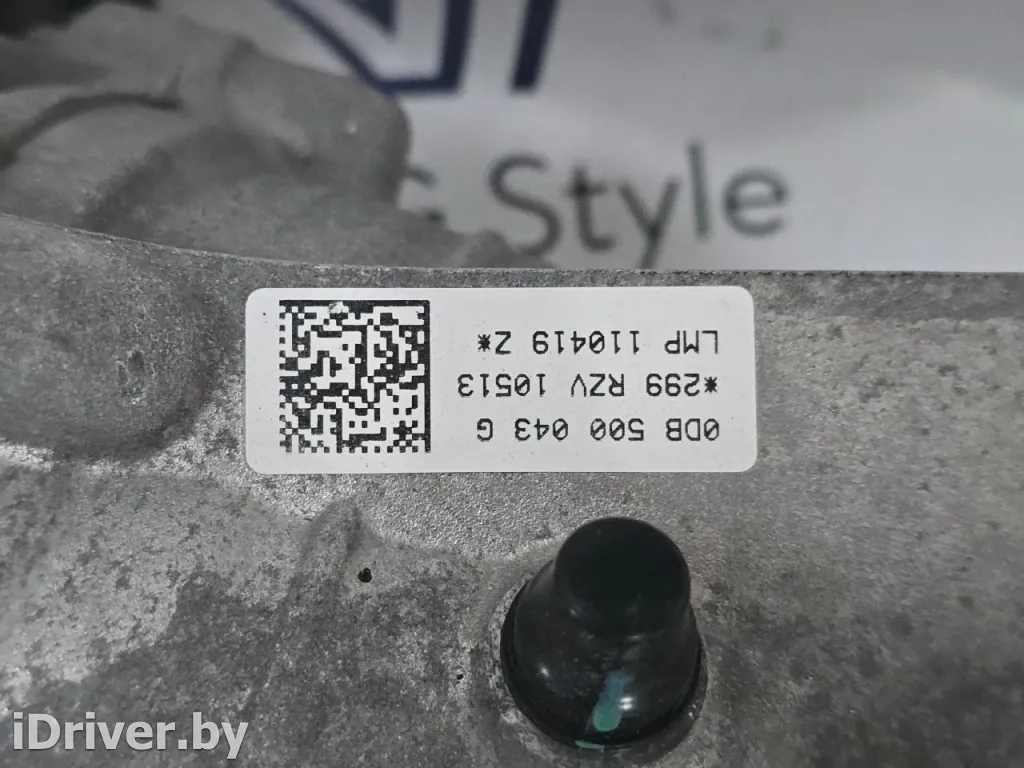 Style
0DB 500 043 G
*299 RZV 10513
LMP 110419 Z*
iDriver.by